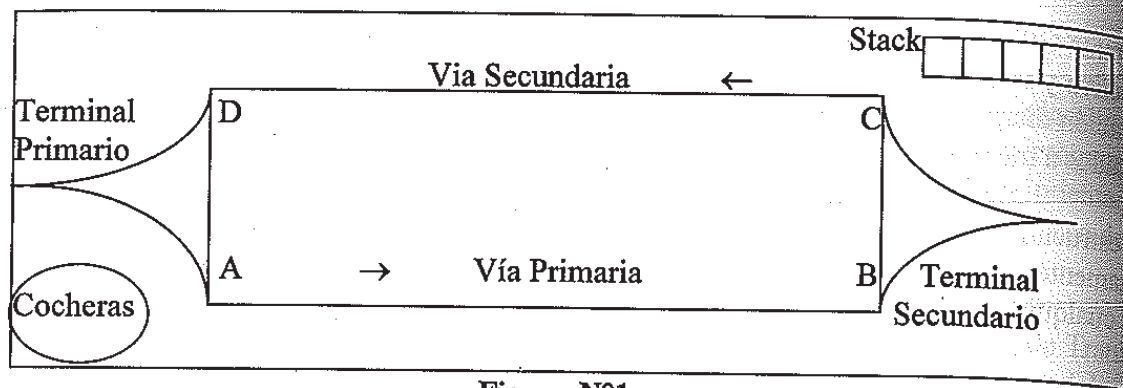 Stack
Via Secundaria ←
Terminal
Primario
D
C
A
→ Vía Primaria
B
Terminal
Secundario
Cocheras